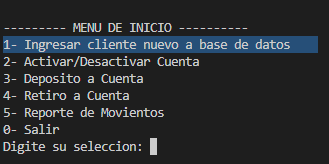 --------- MENU DE INICIO ----------
1- Ingresar cliente nuevo a base de datos
2- Activar/Desactivar Cuenta
3- Deposito a Cuenta
4- Retiro a Cuenta
5- Reporte de Movientos
0- Salir
Digite su seleccion: